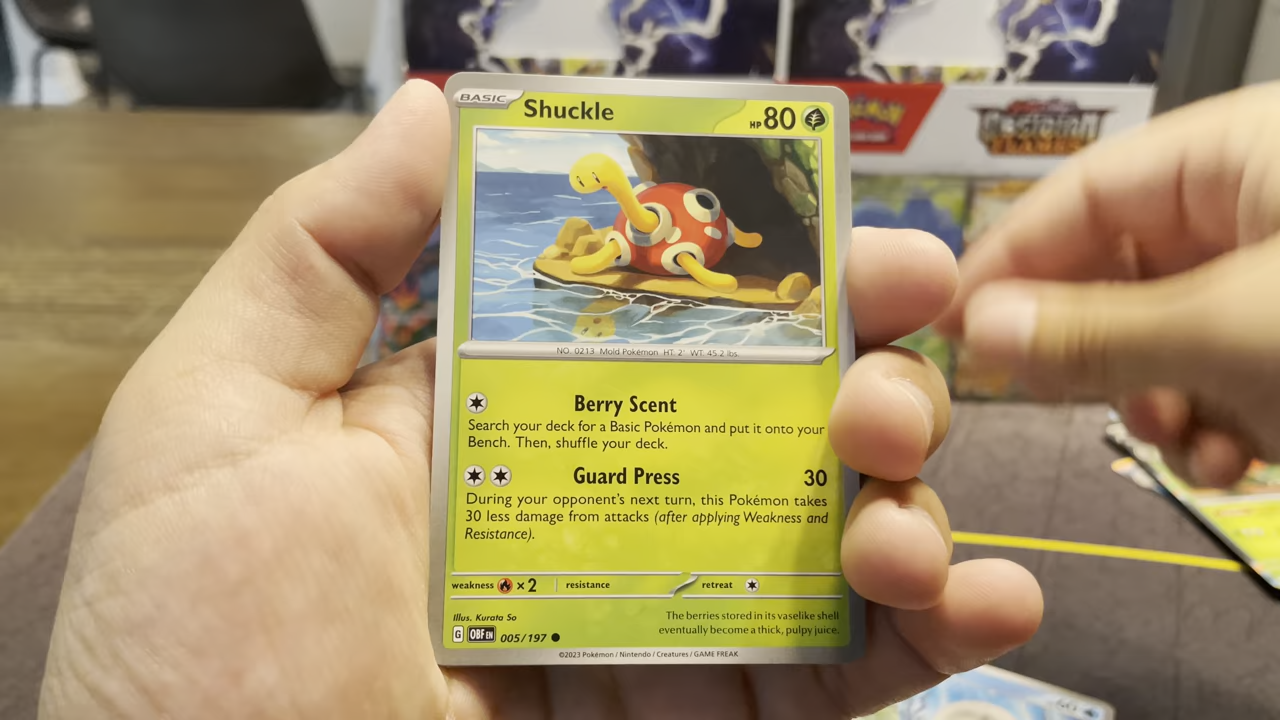 BASIC
Shuckle
HP 80
NO. 0213 Mold Pokémon HT. 2' WT. 45.2 lbs.
Berry Scent
Search your deck for a Basic Pokémon and put it onto your
Bench. Then, shuffle your deck.
Guard Press 30
During your opponent's next turn, this Pokémon takes
30 less damage from attacks (after applying Weakness and
Resistance).
weakness ×2 resistance retreat
Illus. Kurata So
The berries stored in its vaselike shell
eventually become a thick, pulpy juice.
G OBF EN 005/197
©2023 Pokémon / Nintendo / Creatures / GAME FREAK
POKÉMON
Obsidian
FLAMES